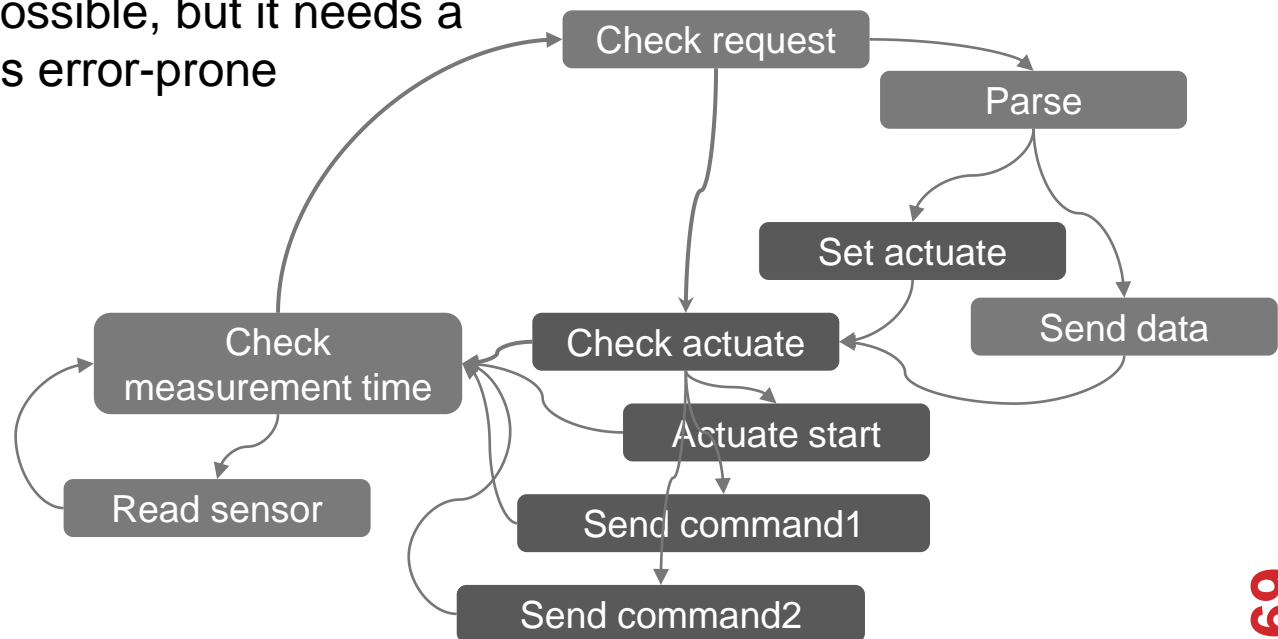 ossible, but it needs a
s error-prone
Check request
Parse
Set actuate
Send data
Check
measurement time
Check actuate
Actuate start
Read sensor
Send command1
Send command2
69